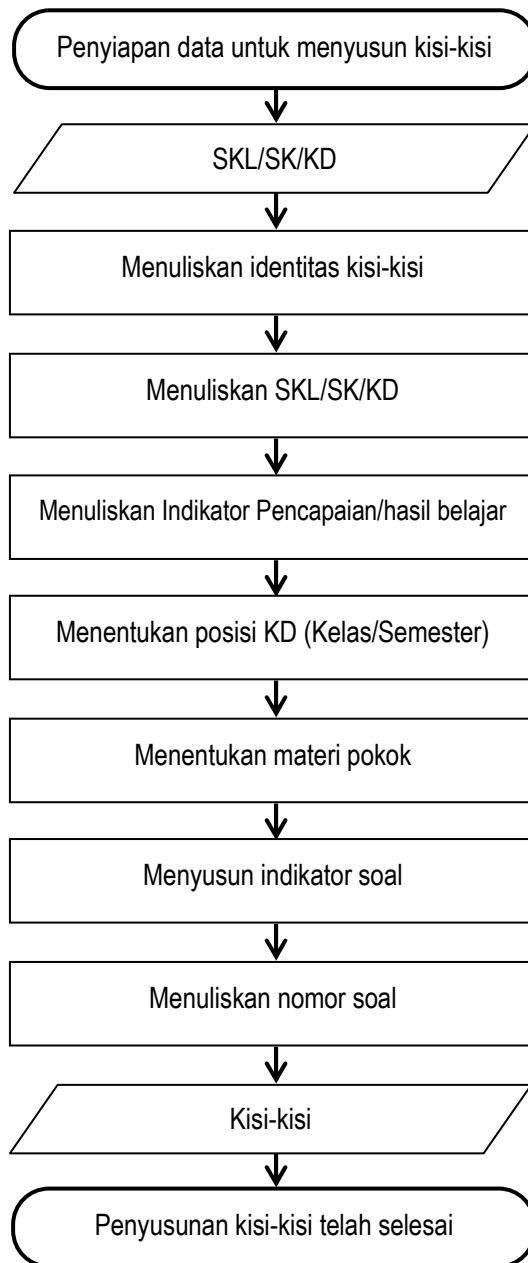 Penyiapan data untuk menyusun kisi-kisi
SKL/SK/KD
Menuliskan identitas kisi-kisi
Menuliskan SKL/SK/KD
Menuliskan Indikator Pencapaian/hasil belajar
Menentukan posisi KD (Kelas/Semester)
Menentukan materi pokok
Menyusun indikator soal
Menuliskan nomor soal
Kisi-kisi
Penyusunan kisi-kisi telah selesai